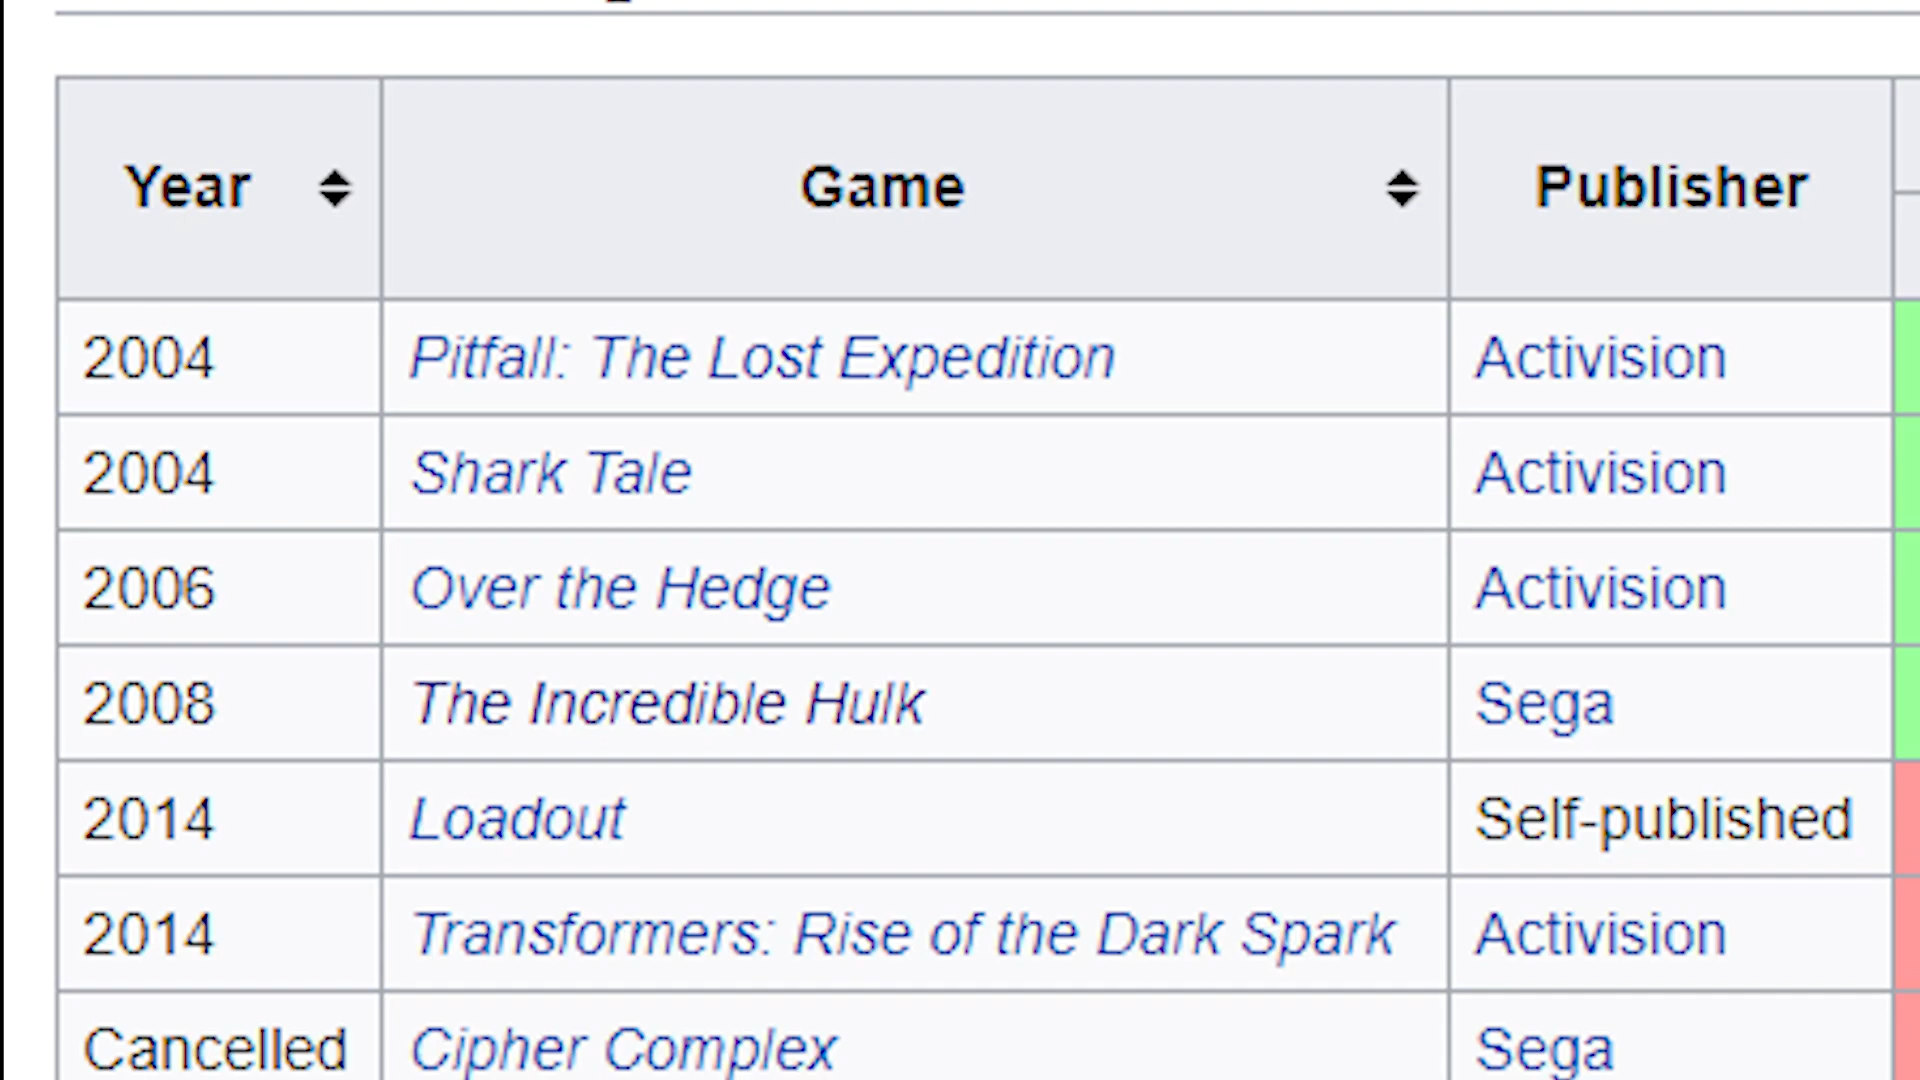 Year Game Publisher
2004 Pitfall: The Lost Expedition Activision
2004 Shark Tale Activision
2006 Over the Hedge Activision
2008 The Incredible Hulk Sega
2014 Loadout Self-published
2014 Transformers: Rise of the Dark Spark Activision
Cancelled Cipher Complex Sega